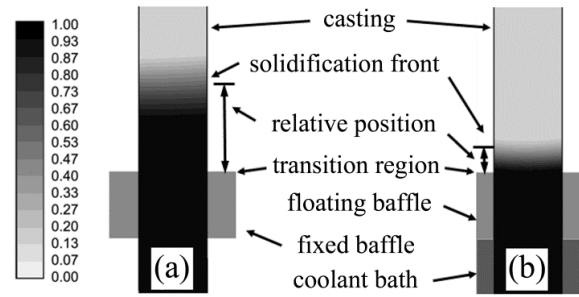 1.00
0.93
0.87
0.80
0.73
0.67
0.60
0.53
0.47
0.40
0.33
0.27
0.20
0.13
0.07
0.00
casting
solidification front
relative position
transition region
floating baffle
fixed baffle
coolant bath
(a)
(b)